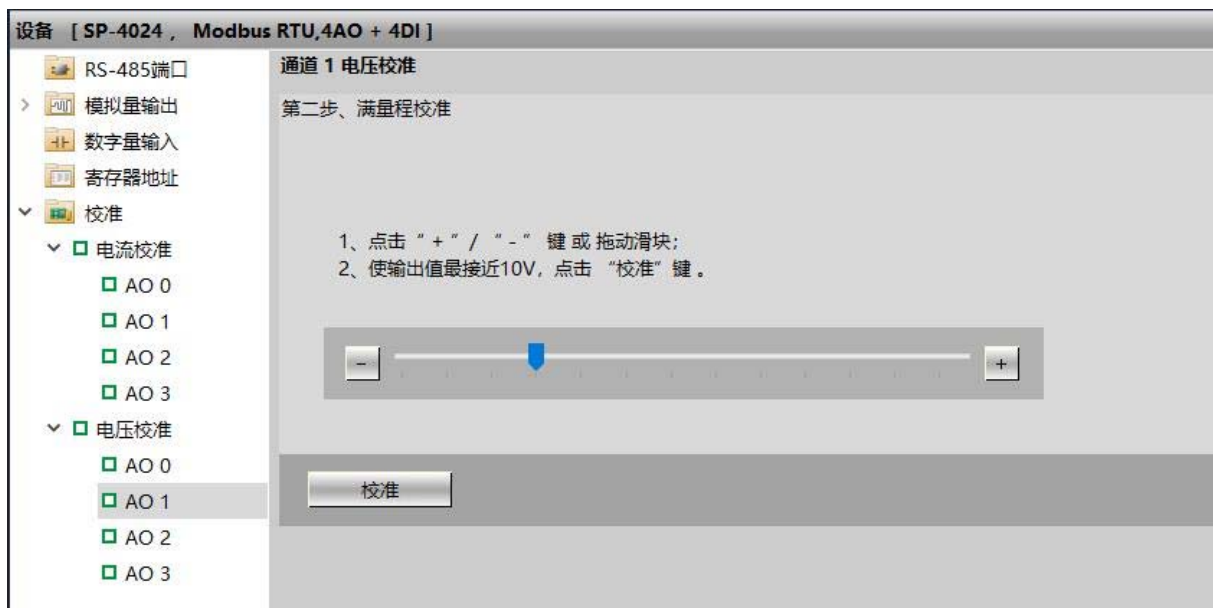 设备 [ SP-4024 , Modbus RTU,4AO + 4DI ]
RS-485端口
模拟量输出
数字量输入
寄存器地址
校准
电流校准
AO 0
AO 1
AO 2
AO 3
电压校准
AO 0
AO 1
AO 2
AO 3
通道 1 电压校准
第二步、满量程校准
1、点击 “ + ” / “ - ” 键 或 拖动滑块;
2、使输出值最接近10V, 点击 “校准” 键 。
-
+
校准